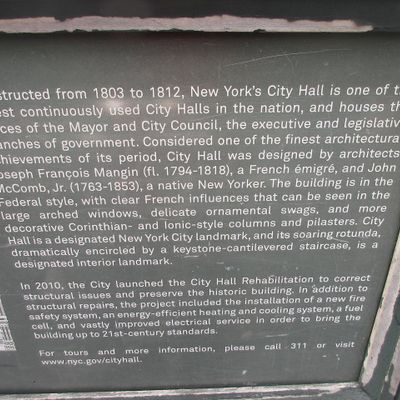 structed from 1803 to 1812, New York's City Hall is one of th
est continuously used City Halls in the nation, and houses th
ices of the Mayor and City Council, the executive and legislativ
anches of government. Considered one of the finest architectura
hievements of its period, City Hall was designed by architects
oseph François Mangin (fl. 1794-1818), a French émigré, and John
McComb, Jr. (1763-1853), a native New Yorker. The building is in the
Federal style, with clear French influences that can be seen in the
large arched windows, delicate ornamental swags, and more
decorative Corinthian- and Ionic-style columns and pilasters. City
Hall is a designated New York City landmark, and its soaring rotunda,
dramatically encircled by a keystone-cantilevered staircase, is a
designated interior landmark.
In 2010, the City launched the City Hall Rehabilitation to correct
structural issues and preserve the historic building. In addition to
structural repairs, the project included the installation of a new fire
safety system, an energy-efficient heating and cooling system, a fuel
cell, and vastly improved electrical service in order to bring the
building up to 21st-century standards.
For tours and more information, please call 311 or visit
www.nyc.gov/cityhall.